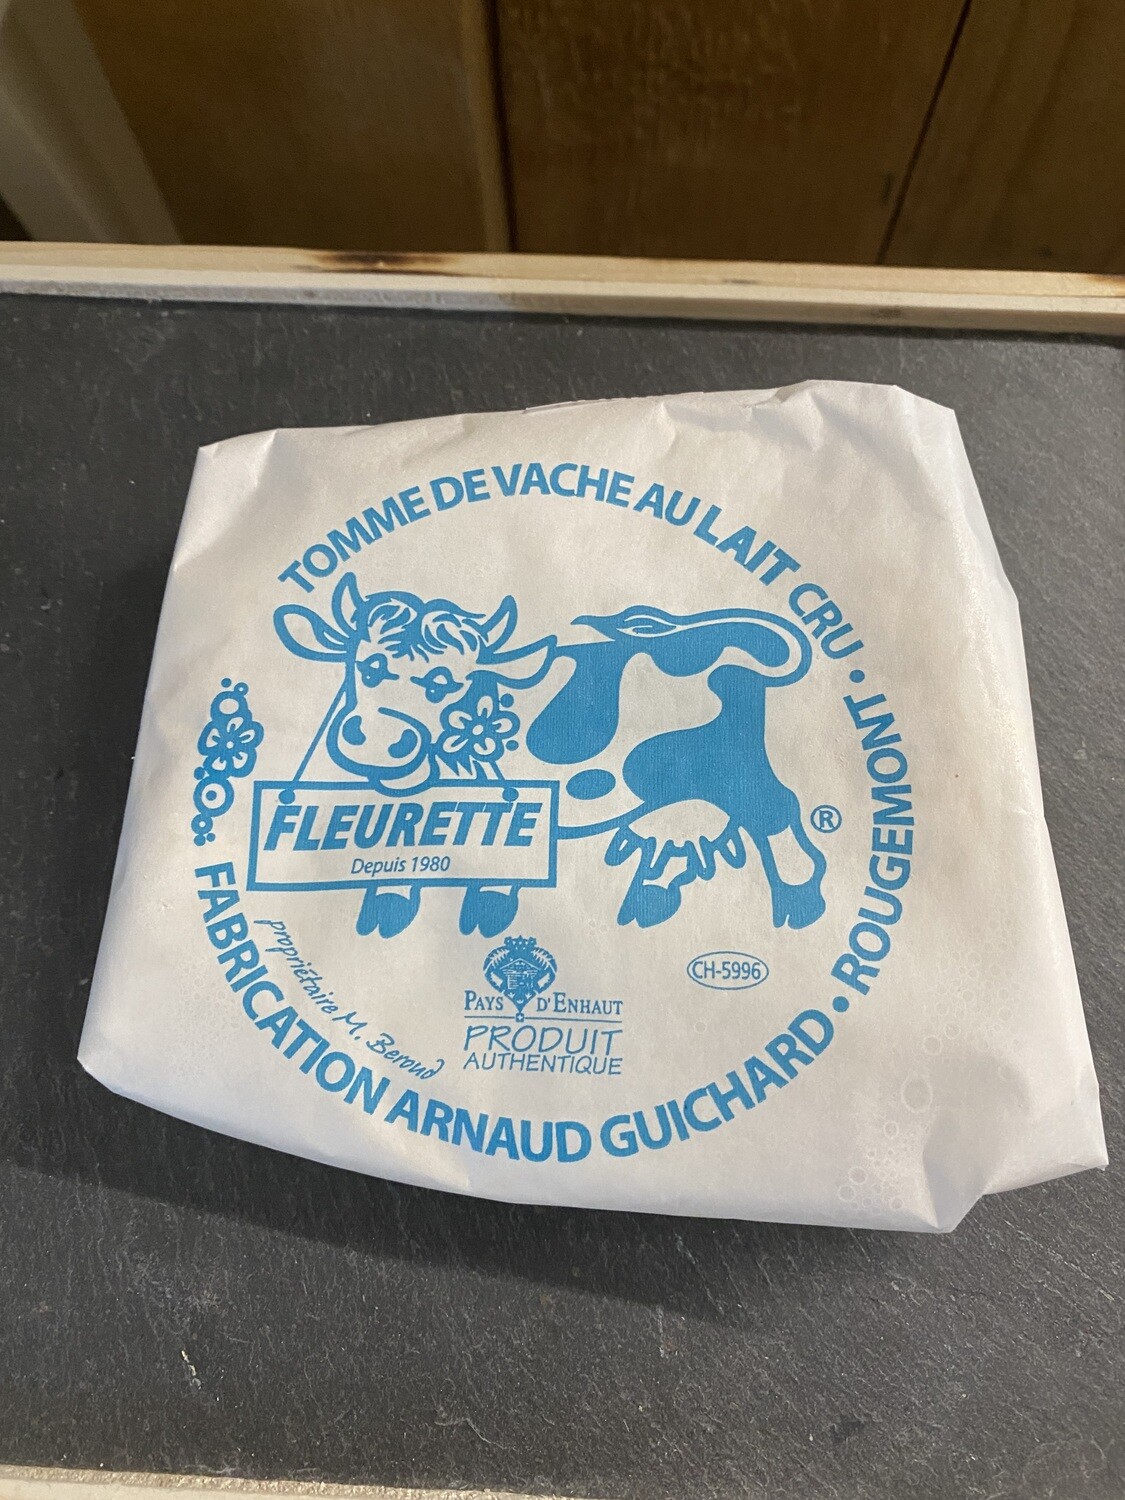 TOMME DE VACHE AU LAIT CRU • ROUGEMONT •
FLEURETTE
Depuis 1980
®
CH-5996
PAYS D'ENHAUT
PRODUIT
AUTHENTIQUE
propriétaire M. Beroud
FABRICATION ARNAUD GUICHARD